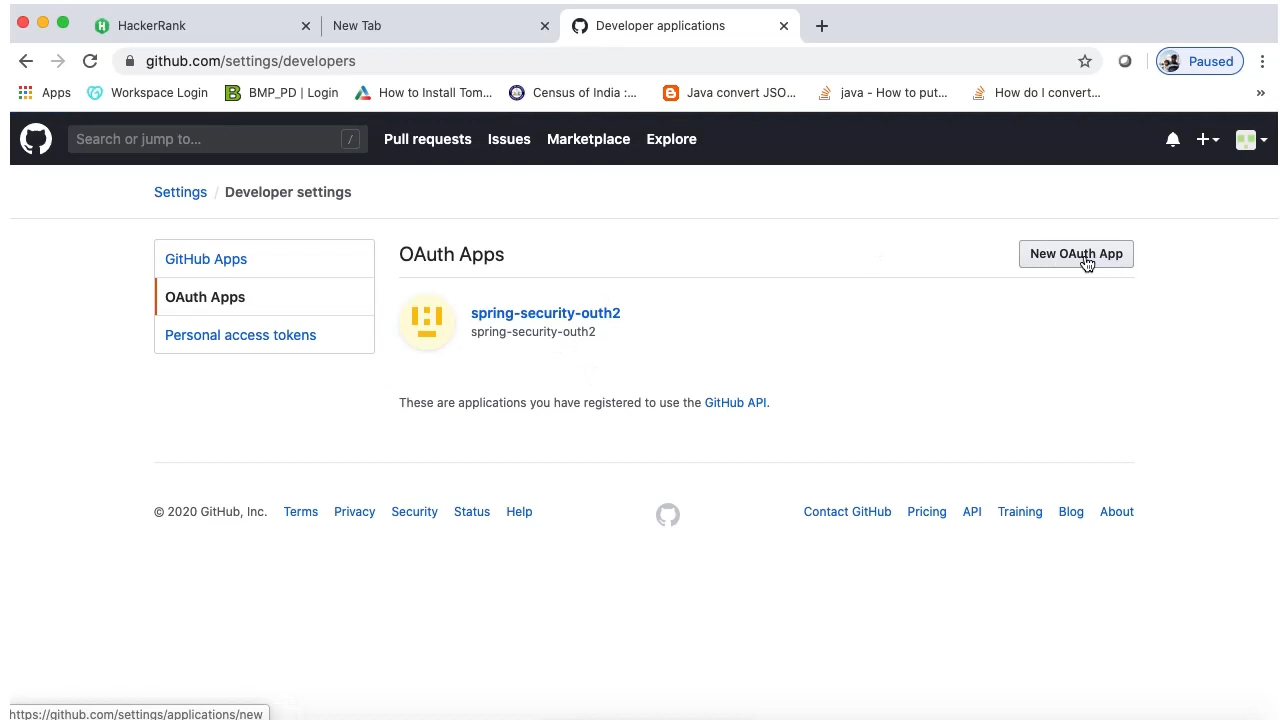 HackerRank
New Tab
Developer applications
github.com/settings/developers
Paused
Apps
Workspace Login
BMP_PD | Login
How to Install Tom...
Census of India :...
Java convert JSO...
java - How to put...
How do I convert...
»
Search or jump to...
/
Pull requests
Issues
Marketplace
Explore
Settings / Developer settings
GitHub Apps
OAuth Apps
Personal access tokens
OAuth Apps
New OAuth App
spring-security-outh2
spring-security-outh2
These are applications you have registered to use the GitHub API.
© 2020 GitHub, Inc.
Terms
Privacy
Security
Status
Help
Contact GitHub
Pricing
API
Training
Blog
About
https://github.com/settings/applications/new